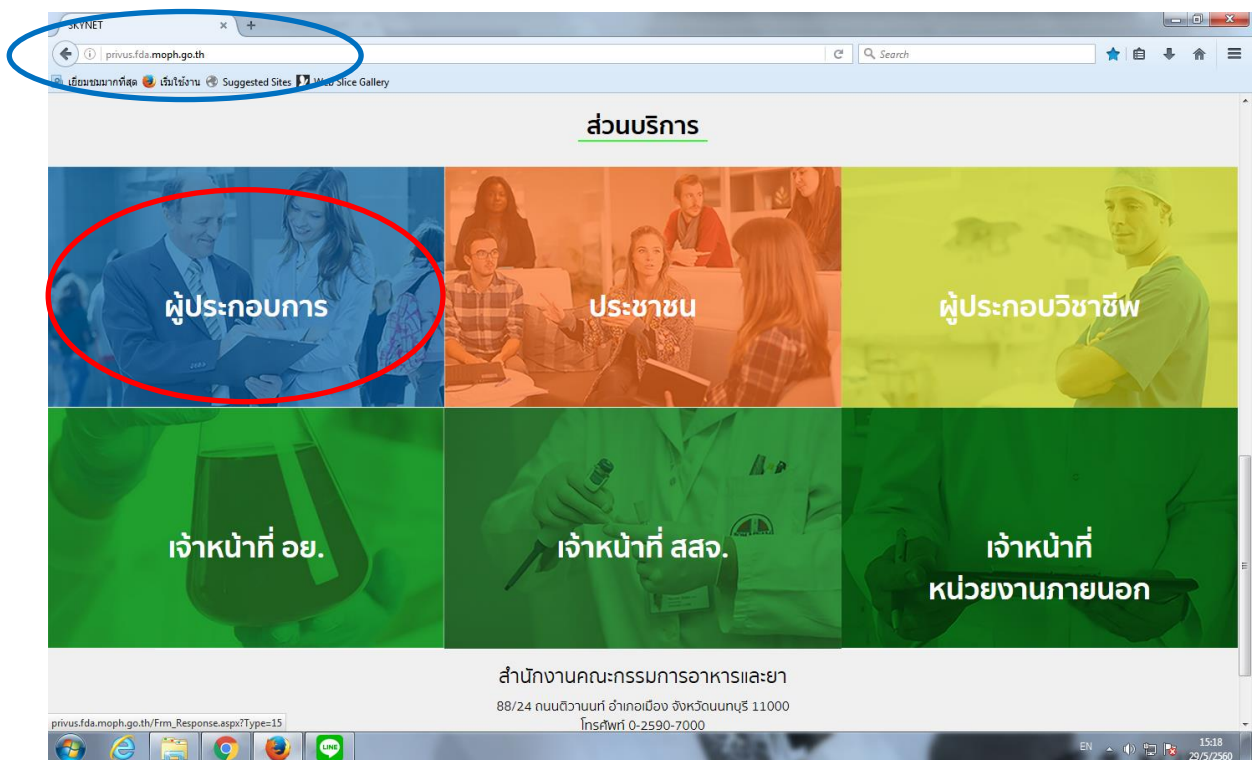 SKYNET
privus.fda.moph.go.th
Search
เยี่ยมชมมากที่สุด เริ่มใช้งาน Suggested Sites Web Slice Gallery
ส่วนบริการ
ผู้ประกอบการ
ประชาชน
ผู้ประกอบวิชาชีพ
เจ้าหน้าที่ อย.
เจ้าหน้าที่ สสจ.
เจ้าหน้าที่
หน่วยงานภายนอก
สำนักงานคณะกรรมการอาหารและยา
88/24 ถนนติวานนท์ อำเภอเมือง จังหวัดนนทบุรี 11000
โทรศัพท์ 0-2590-7000
privus.fda.moph.go.th/Frm_Response.aspx?Type=15
LINE
EN
15:18
29/5/2560